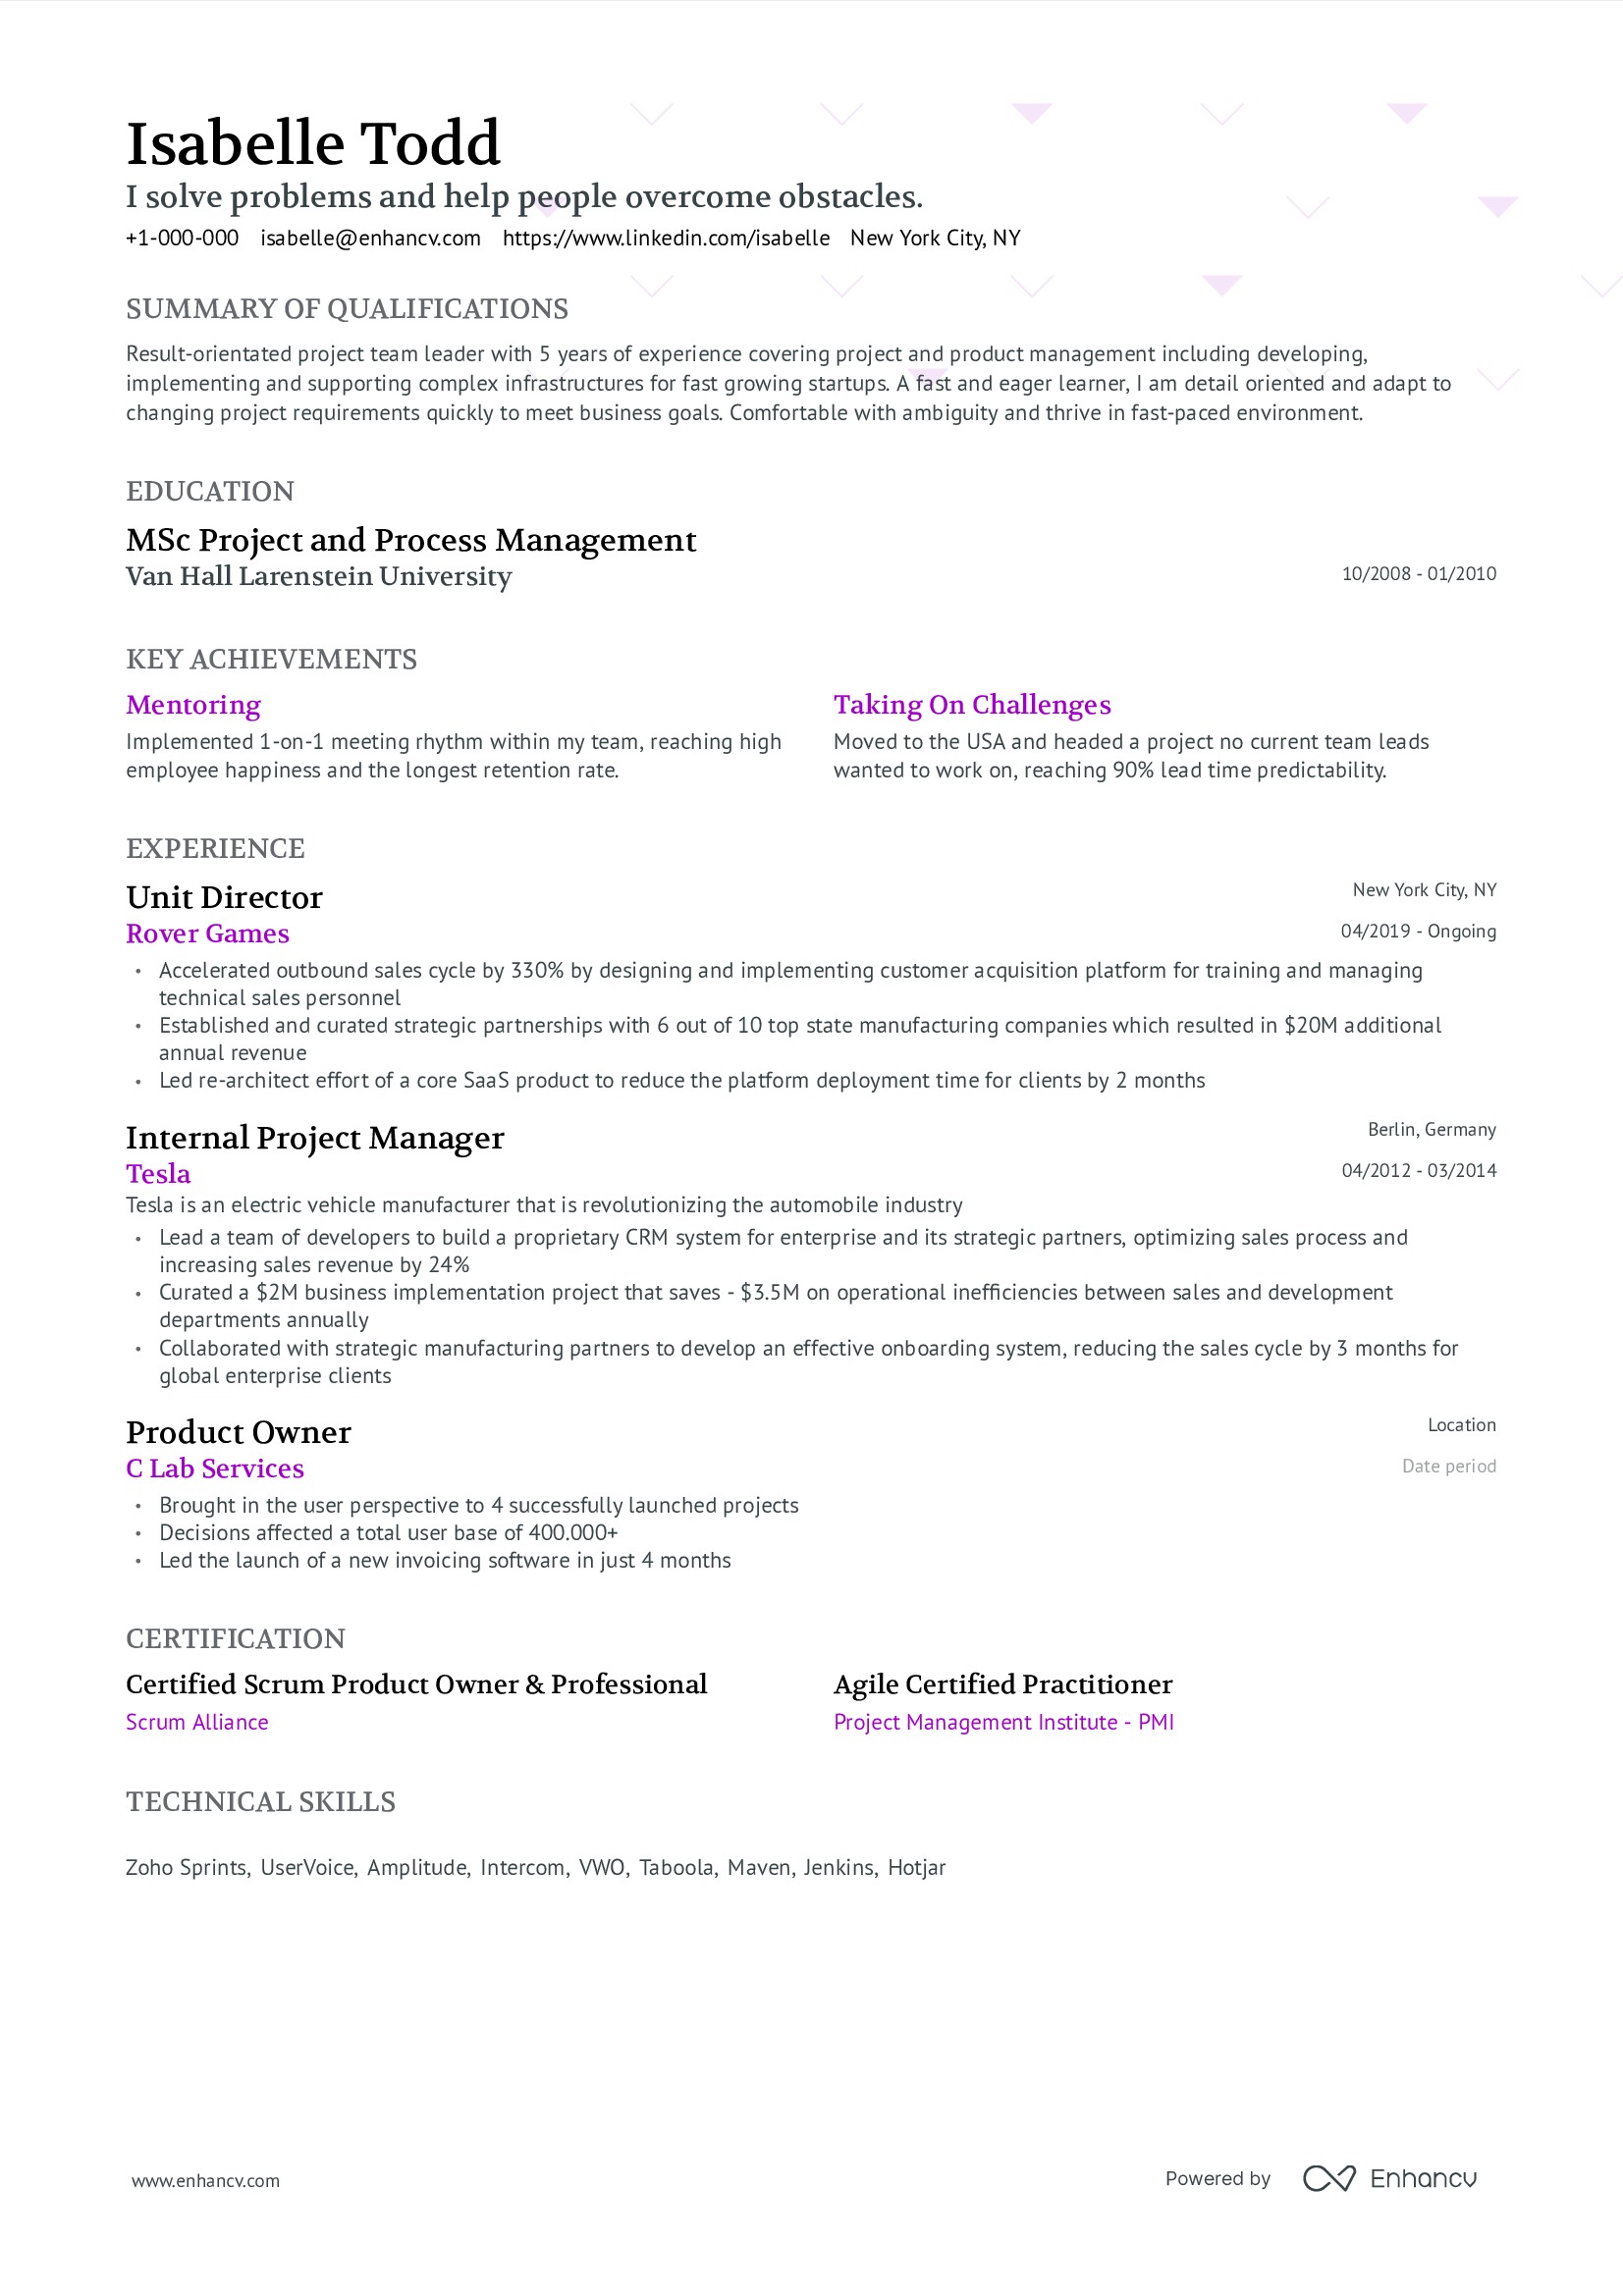 Isabelle Todd
I solve problems and help people overcome obstacles.
+1-000-000 isabelle@enhancv.com https://www.linkedin.com/isabelle New York City, NY
SUMMARY OF QUALIFICATIONS
Result-orientated project team leader with 5 years of experience covering project and product management including developing,
implementing and supporting complex infrastructures for fast growing startups. A fast and eager learner, I am detail oriented and adapt to
changing project requirements quickly to meet business goals. Comfortable with ambiguity and thrive in fast-paced environment.
EDUCATION
MSc Project and Process Management
Van Hall Larenstein University
10/2008 - 01/2010
KEY ACHIEVEMENTS
Mentoring
Implemented 1-on-1 meeting rhythm within my team, reaching high
employee happiness and the longest retention rate.
Taking On Challenges
Moved to the USA and headed a project no current team leads
wanted to work on, reaching 90% lead time predictability.
EXPERIENCE
Unit Director
New York City, NY
Rover Games
04/2019 - Ongoing
• Accelerated outbound sales cycle by 330% by designing and implementing customer acquisition platform for training and managing
technical sales personnel
• Established and curated strategic partnerships with 6 out of 10 top state manufacturing companies which resulted in $20M additional
annual revenue
• Led re-architect effort of a core SaaS product to reduce the platform deployment time for clients by 2 months
Internal Project Manager
Berlin, Germany
Tesla
04/2012 - 03/2014
Tesla is an electric vehicle manufacturer that is revolutionizing the automobile industry
• Lead a team of developers to build a proprietary CRM system for enterprise and its strategic partners, optimizing sales process and
increasing sales revenue by 24%
• Curated a $2M business implementation project that saves - $3.5M on operational inefficiencies between sales and development
departments annually
• Collaborated with strategic manufacturing partners to develop an effective onboarding system, reducing the sales cycle by 3 months for
global enterprise clients
Product Owner
Location
C Lab Services
Date period
• Brought in the user perspective to 4 successfully launched projects
• Decisions affected a total user base of 400.000+
• Led the launch of a new invoicing software in just 4 months
CERTIFICATION
Certified Scrum Product Owner & Professional
Scrum Alliance
Agile Certified Practitioner
Project Management Institute - PMI
TECHNICAL SKILLS
Zoho Sprints, UserVoice, Amplitude, Intercom, VWO, Taboola, Maven, Jenkins, Hotjar
www.enhancv.com
Powered by Enhancv